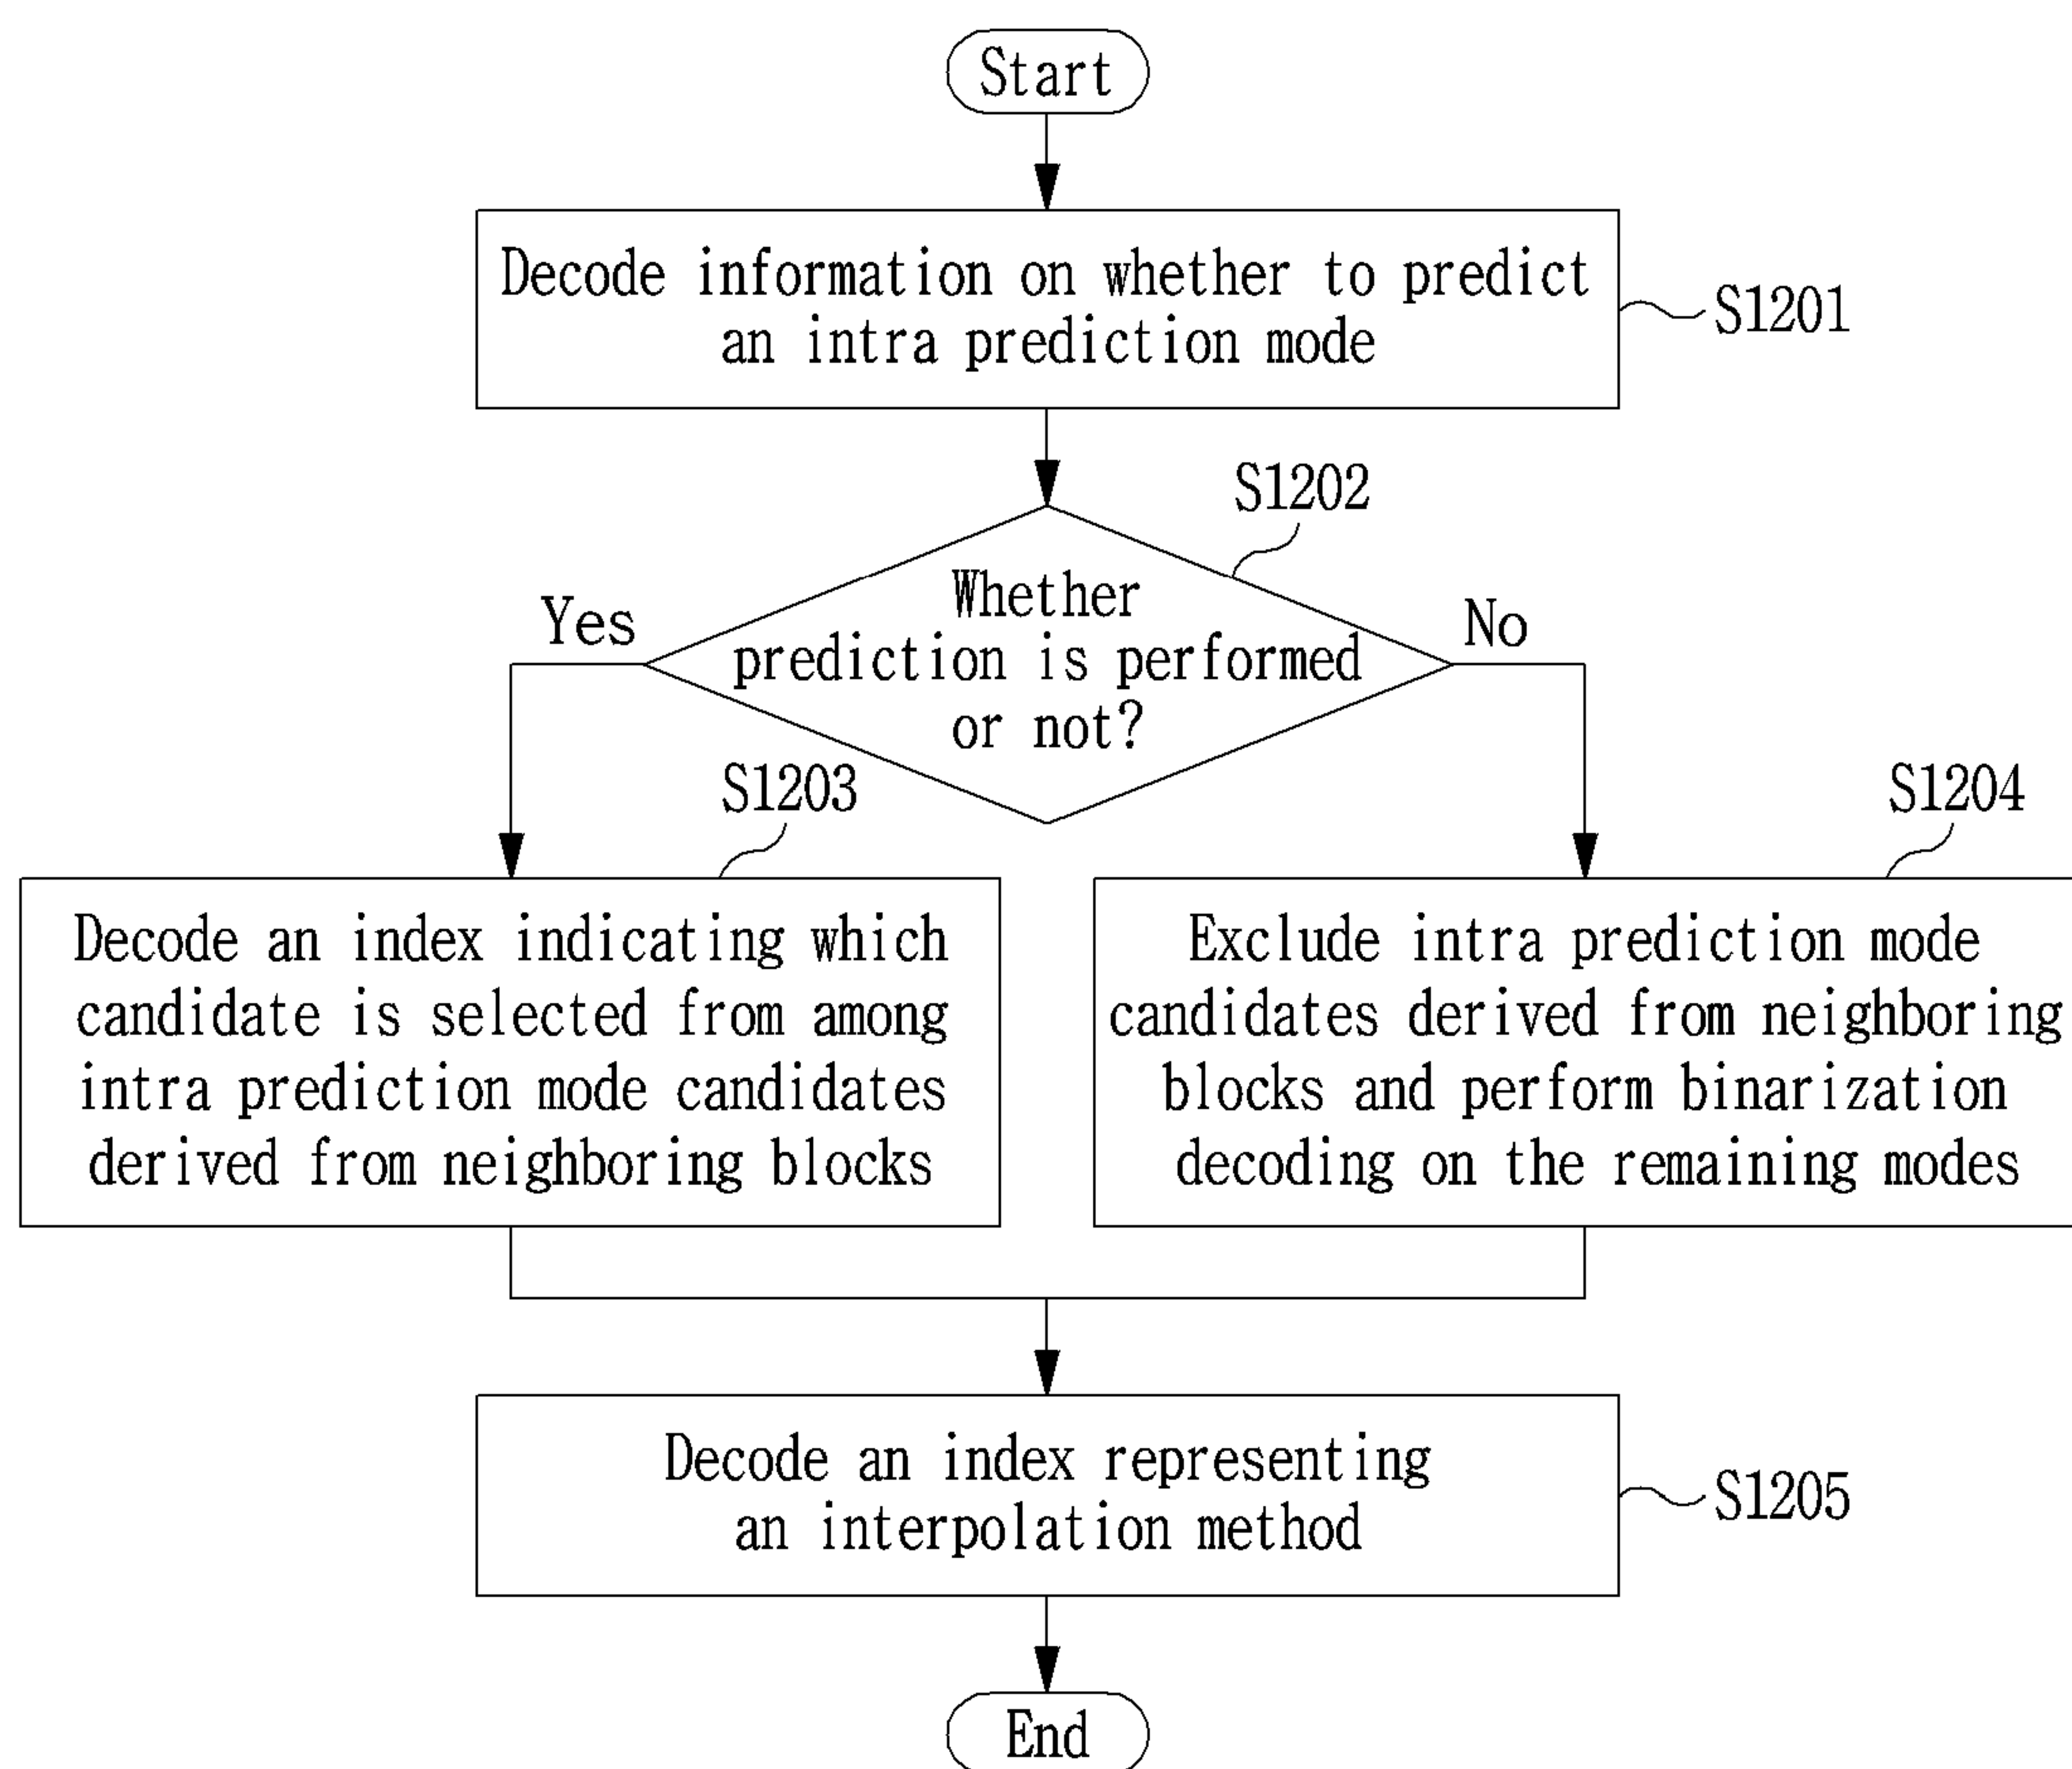 Start
Decode information on whether to predict
an intra prediction mode
S1201
S1202
Whether
prediction is performed
or not?
Yes
No
S1203
Decode an index indicating which
candidate is selected from among
intra prediction mode candidates
derived from neighboring blocks
S1204
Exclude intra prediction mode
candidates derived from neighboring
blocks and perform binarization
decoding on the remaining modes
Decode an index representing
an interpolation method
S1205
End